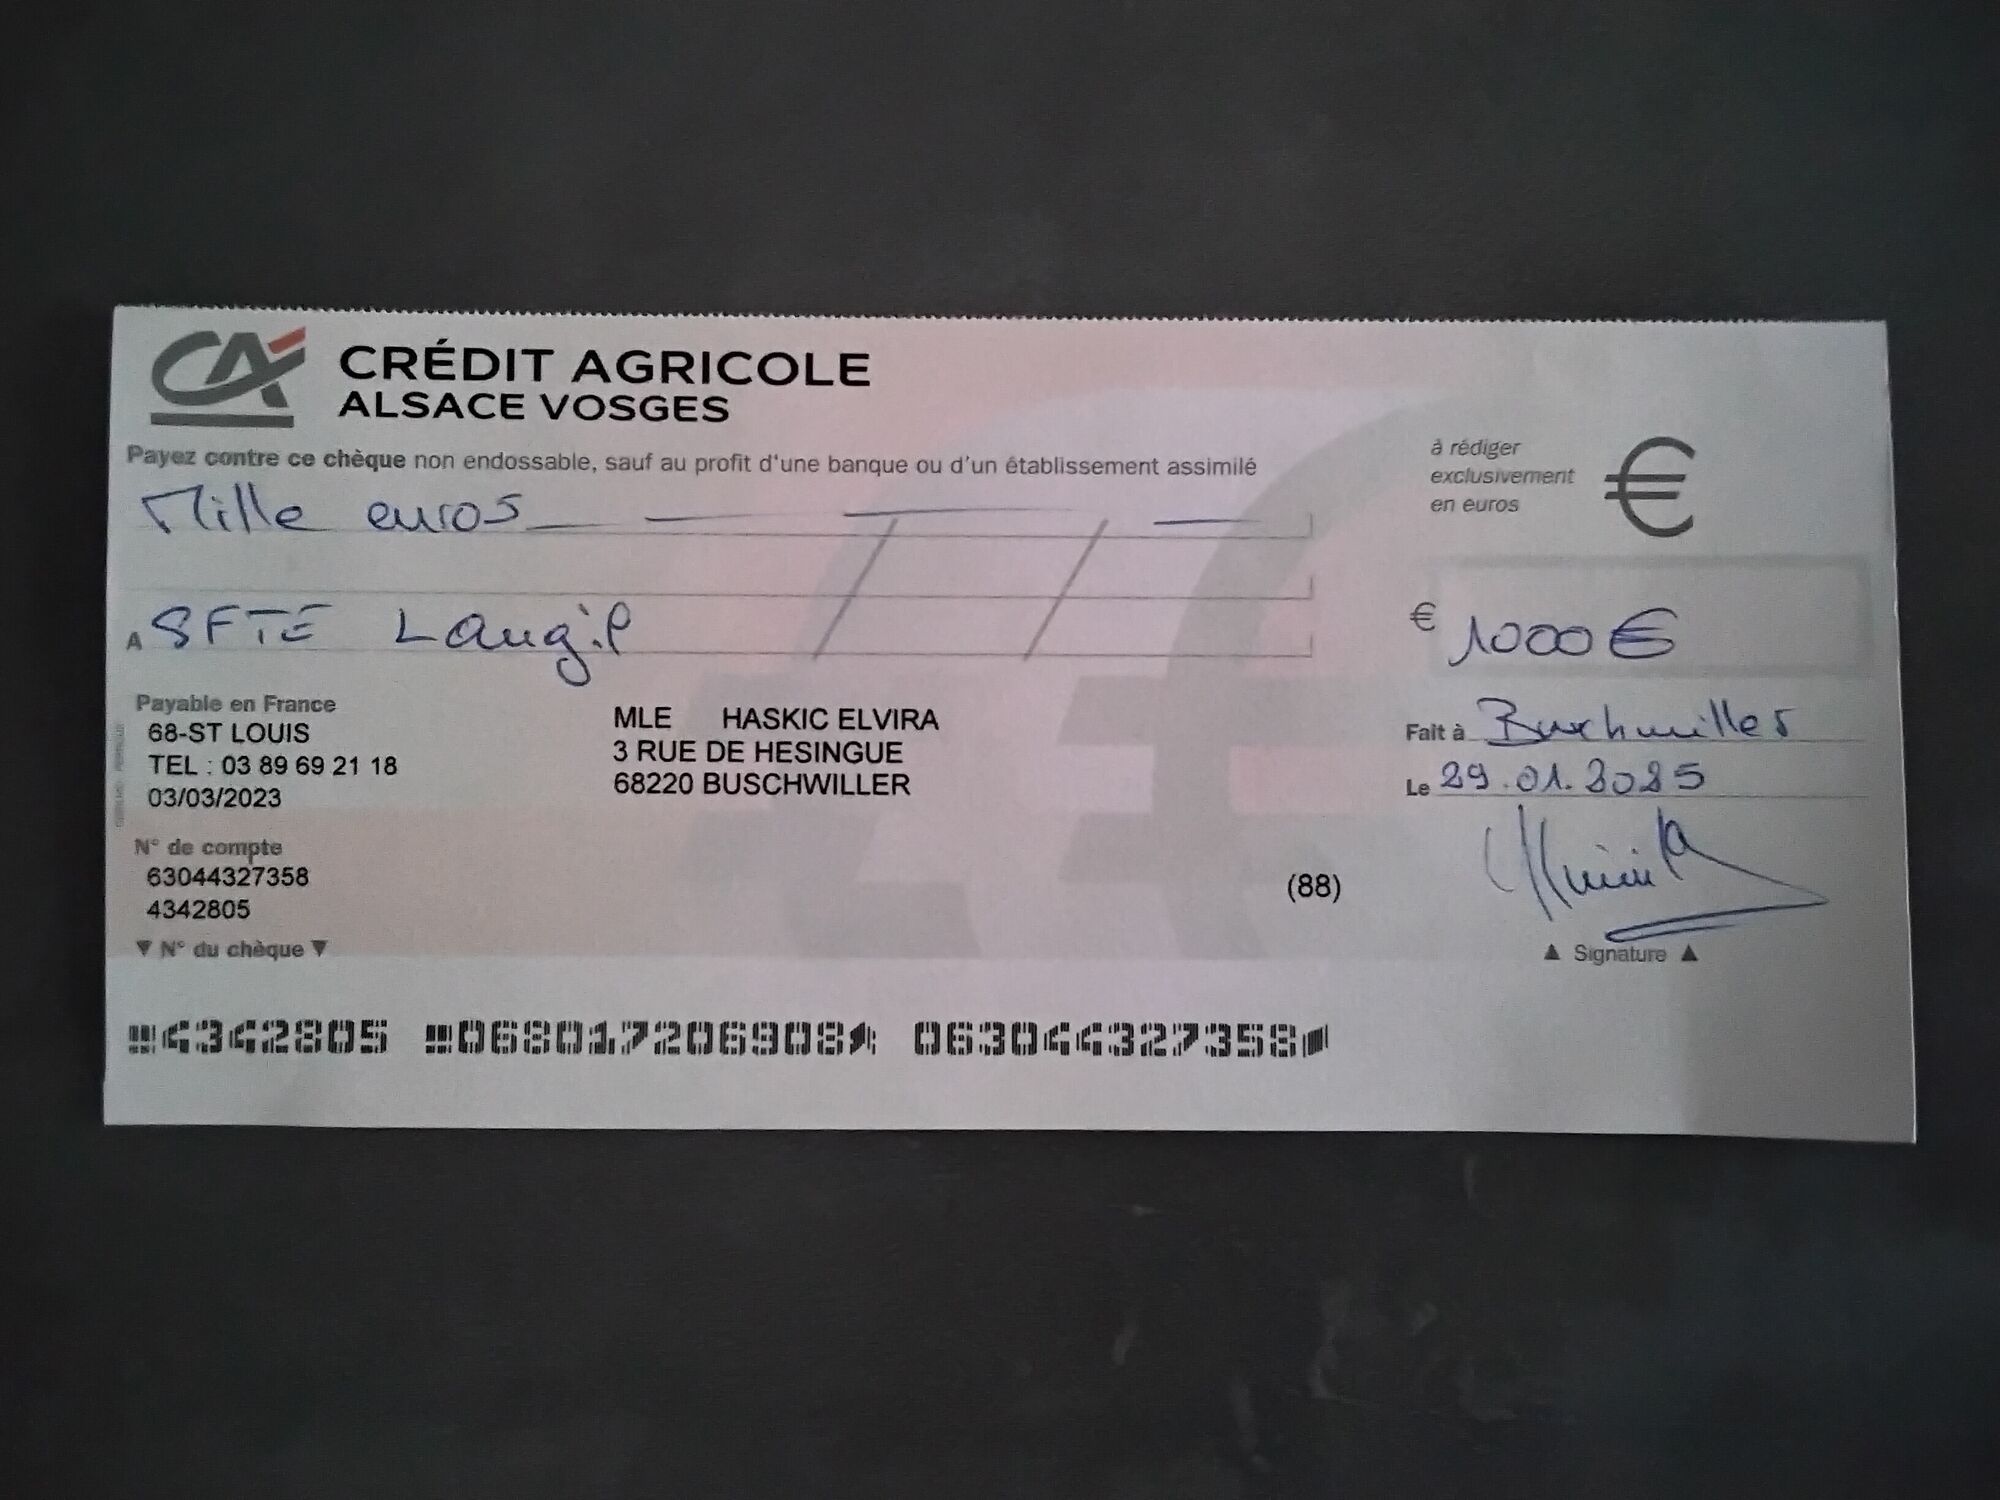 CA
CRÉDIT AGRICOLE
ALSACE VOSGES
Payez contre ce chèque non endossable, sauf au profit d'une banque ou d'un établissement assimilé
à rédiger
exclusivement
en euros
€
Mille euros
A SFTE Laugil
€ 1000 €
Payable en France
68-ST LOUIS
TEL : 03 89 69 21 18
03/03/2023
MLE HASKIC ELVIRA
3 RUE DE HESINGUE
68220 BUSCHWILLER
Fait à Buschwiller
Le 29.01.2025
N° de compte
63044327358
4342805
(88)
▼ N° du chèque ▼
▲ Signature ▲
4342805 068017206908 063044327358